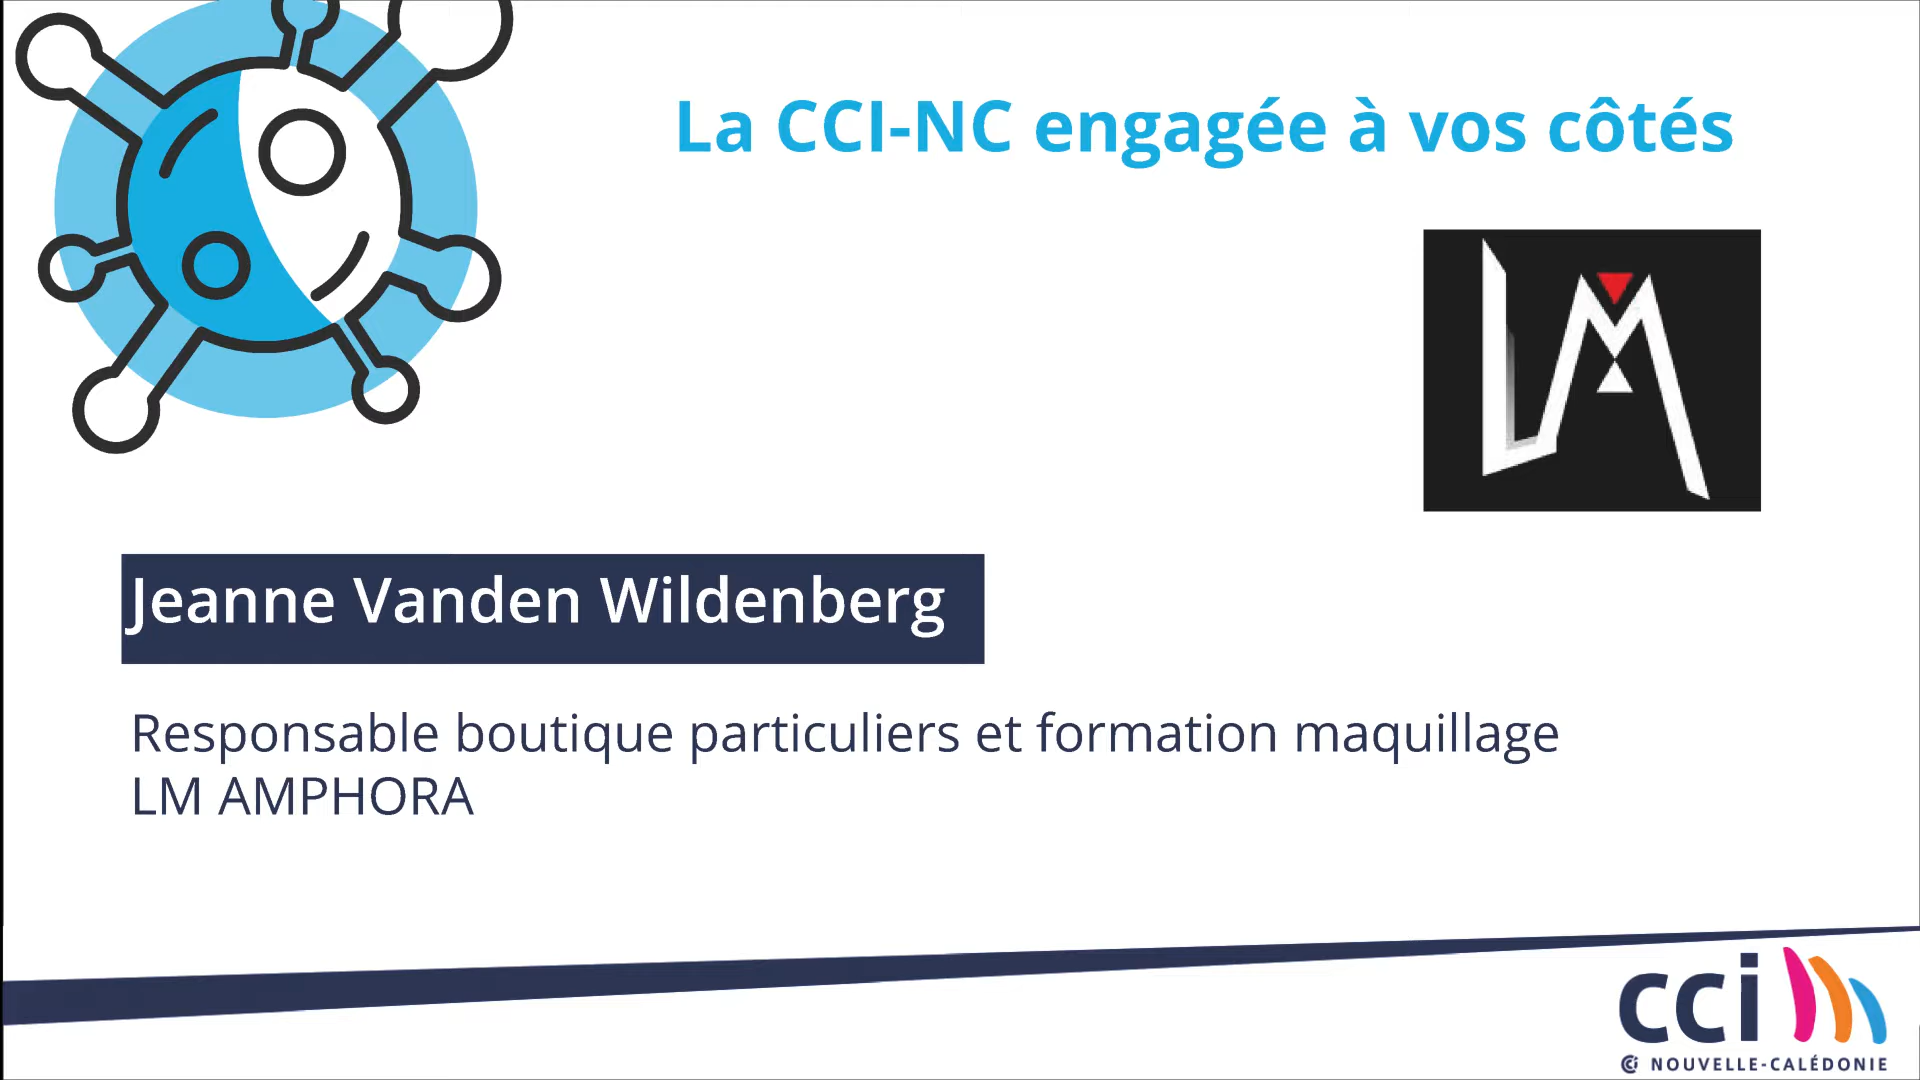 La CCI-NC engagée à vos côtés
LM
Jeanne Vanden Wildenberg
Responsable boutique particuliers et formation maquillage
LM AMPHORA
cci
NOUVELLE-CALÉDONIE